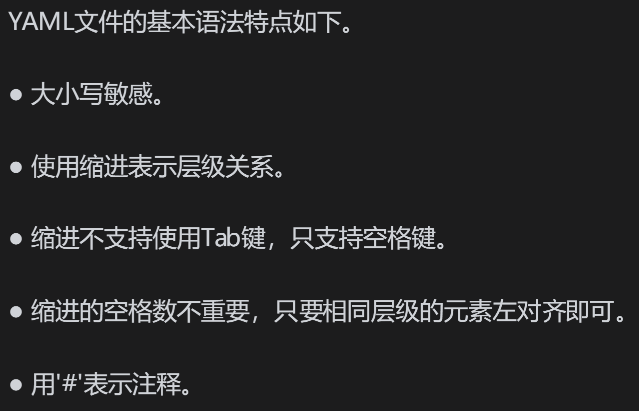 YAML文件的基本语法特点如下。
● 大小写敏感。
● 使用缩进表示层级关系。
● 缩进不支持使用Tab键，只支持空格键。
● 缩进的空格数不重要，只要相同层级的元素左对齐即可。
● 用'#'表示注释。